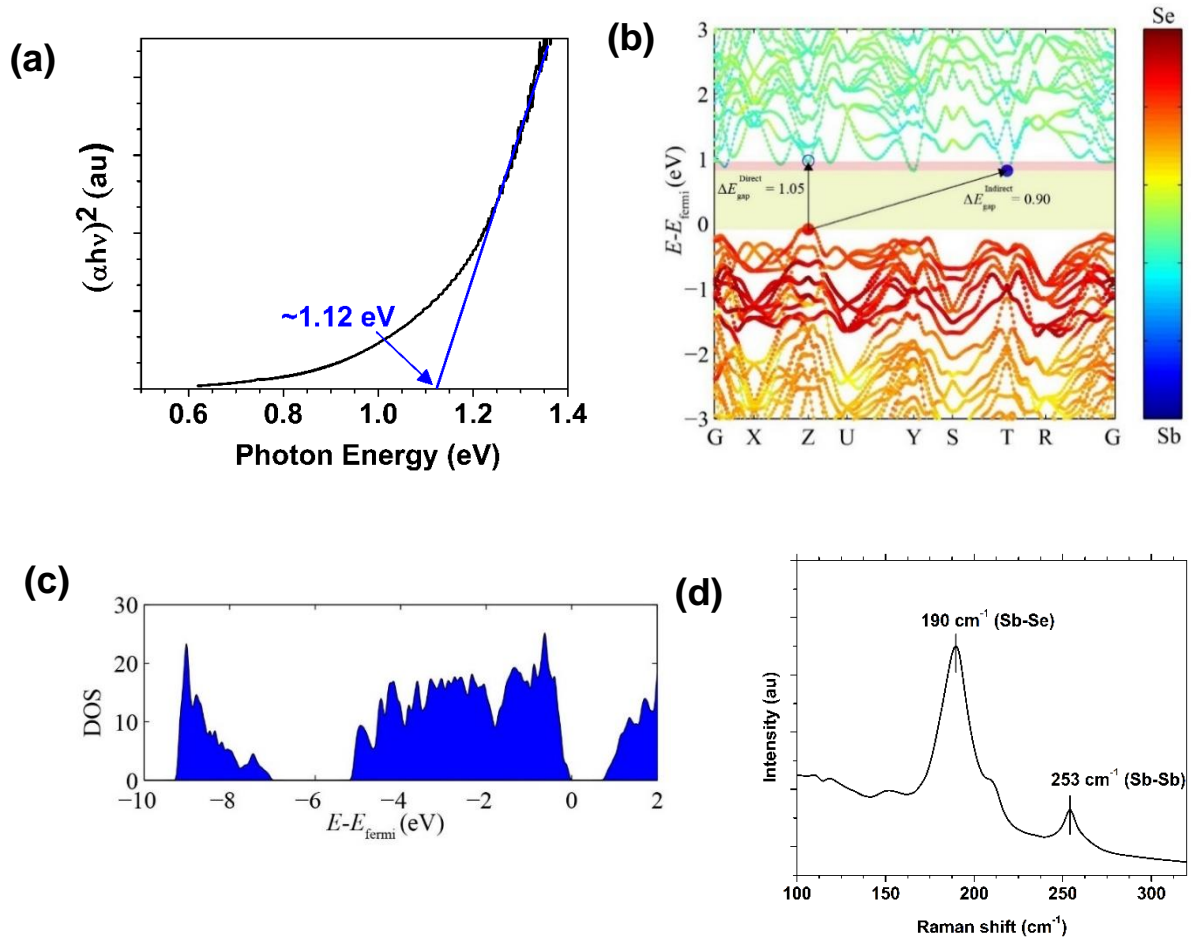 (a)
(αhν)² (au)
~1.12 eV
0.6 0.8 1.0 1.2 1.4
Photon Energy (eV)
(b)
E-E_fermi (eV)
3
2
1
0
−1
−2
−3
ΔE_gap^Direct = 1.05
ΔE_gap^Indirect = 0.90
G X Z U Y S T R G
Se
Sb
(c)
DOS
30
20
10
0
−10 −8 −6 −4 −2 0 2
E-E_fermi (eV)
(d)
Intensity (au)
190 cm⁻¹ (Sb-Se)
253 cm⁻¹ (Sb-Sb)
100 150 200 250 300
Raman shift (cm⁻¹)